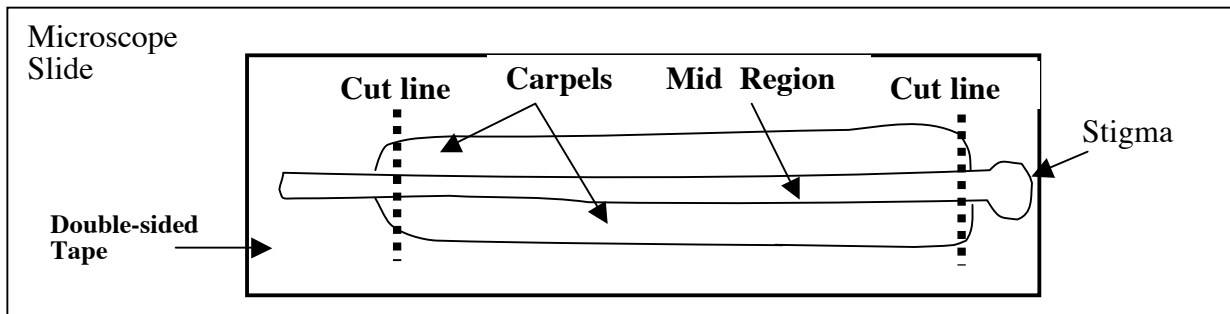 Microscope
Slide
Cut line
Carpels
Mid Region
Cut line
Stigma
Double-sided
Tape